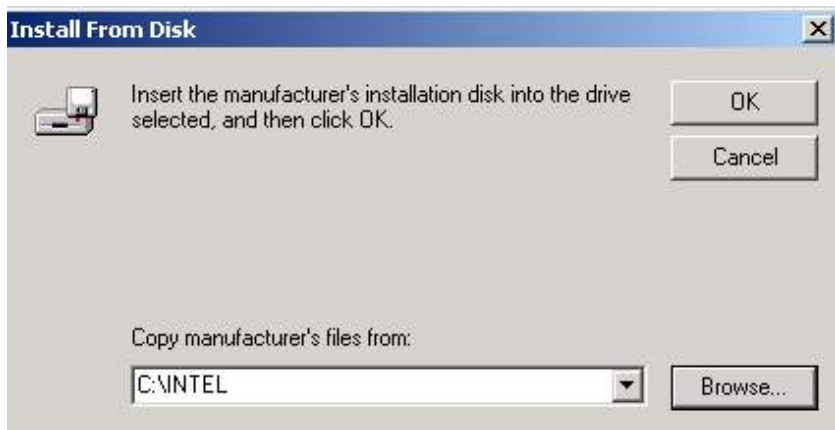 Install From Disk
Insert the manufacturer's installation disk into the drive
selected, and then click OK.
OK
Cancel
Copy manufacturer's files from:
C:\INTEL
Browse...